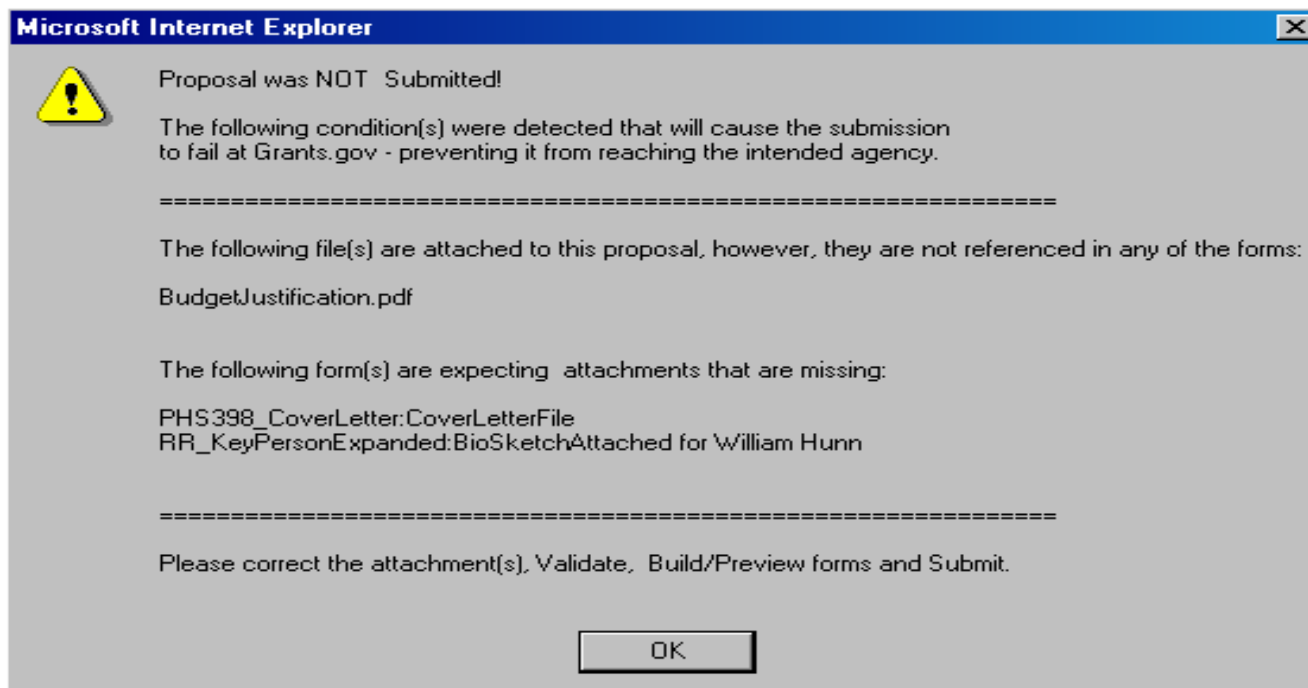 Microsoft Internet Explorer
Proposal was NOT Submitted!
The following condition(s) were detected that will cause the submission
to fail at Grants.gov - preventing it from reaching the intended agency.
===============================================================
The following file(s) are attached to this proposal, however, they are not referenced in any of the forms:
BudgetJustification.pdf
The following form(s) are expecting attachments that are missing:
PHS398_CoverLetter:CoverLetterFile
RR_KeyPersonExpanded:BioSketchAttached for William Hunn
===============================================================
Please correct the attachment(s), Validate, Build/Preview forms and Submit.
OK